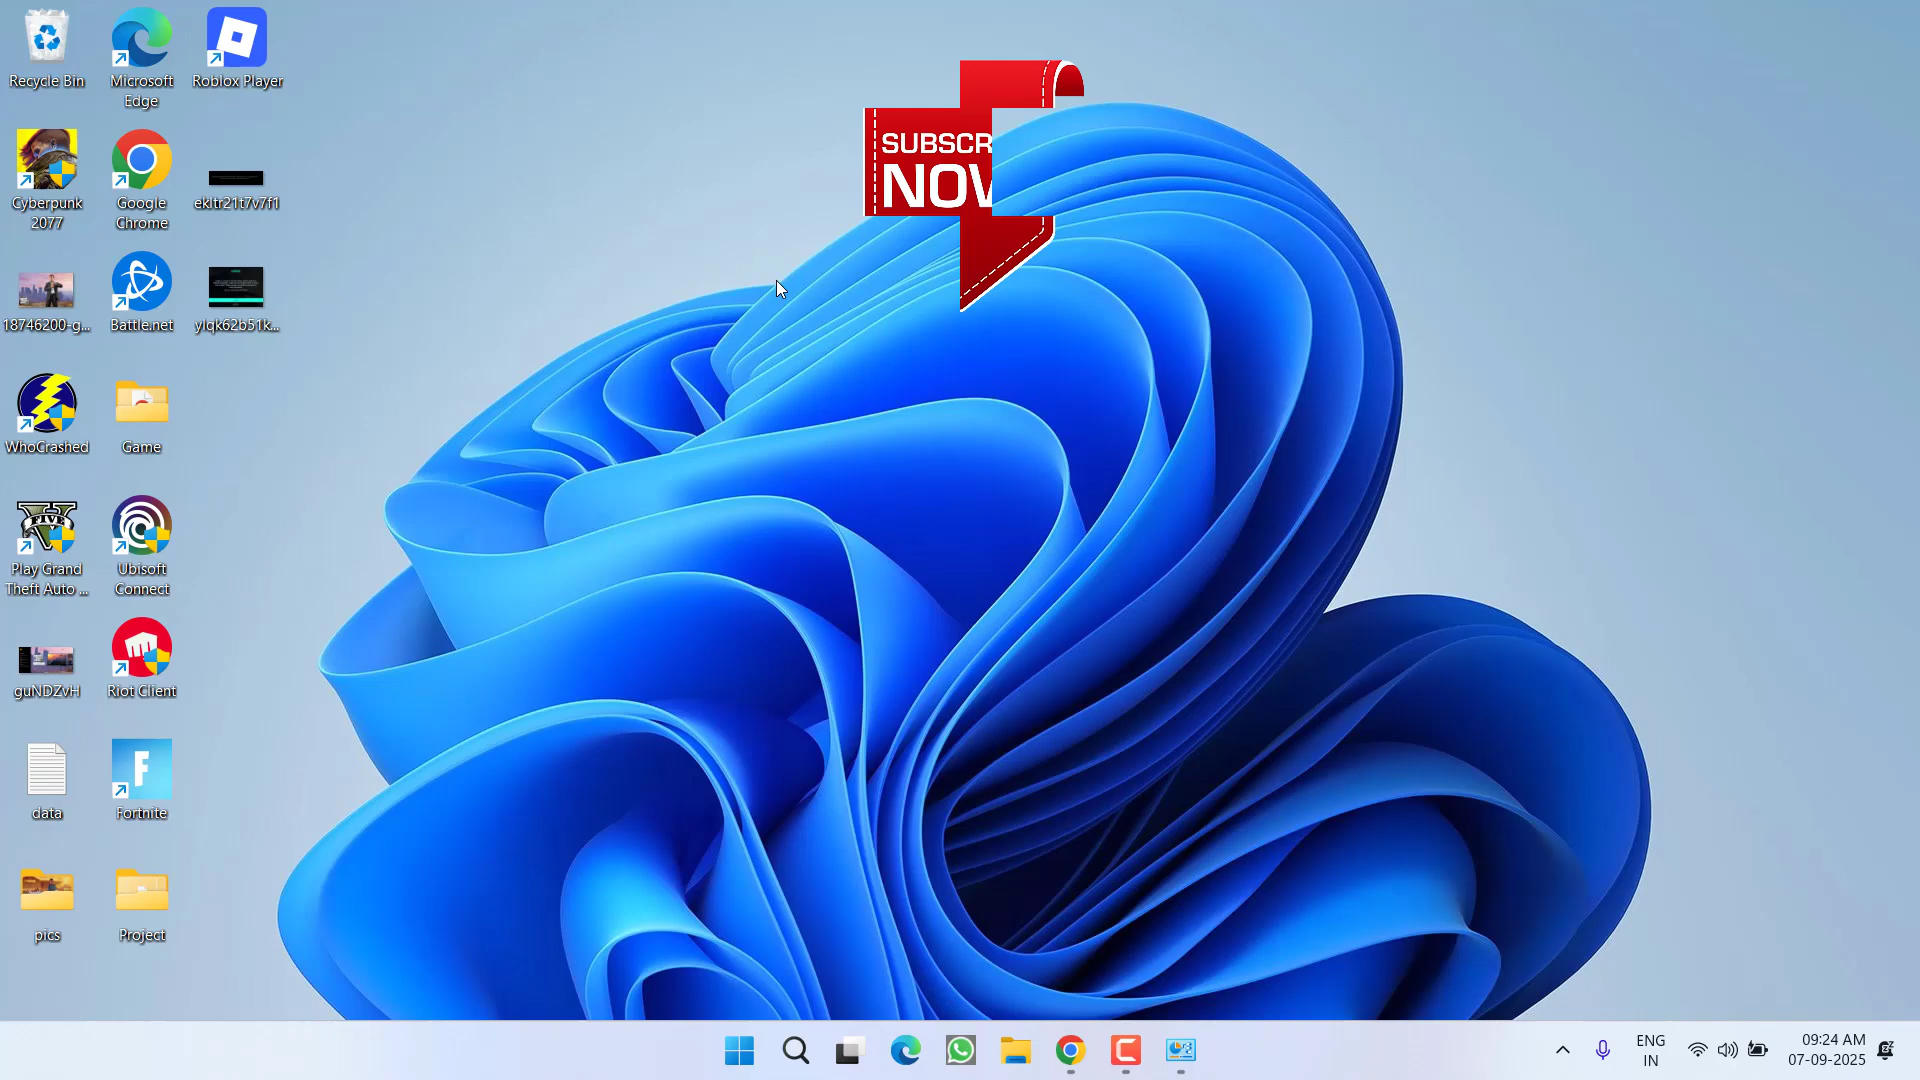 Recycle Bin
Microsoft
Edge
Roblox Player
Cyberpunk
2077
Google
Chrome
ekltr21t7v7f1
18746200-g...
Battle.net
ylqk62b51k...
WhoCrashed
Game
FIVE
Play Grand
Theft Auto ...
Ubisoft
Connect
guNDZvH
Riot Client
data
Fortnite
pics
Project
SUBSCR
NOW
ENG
IN
09:24 AM
07-09-2025